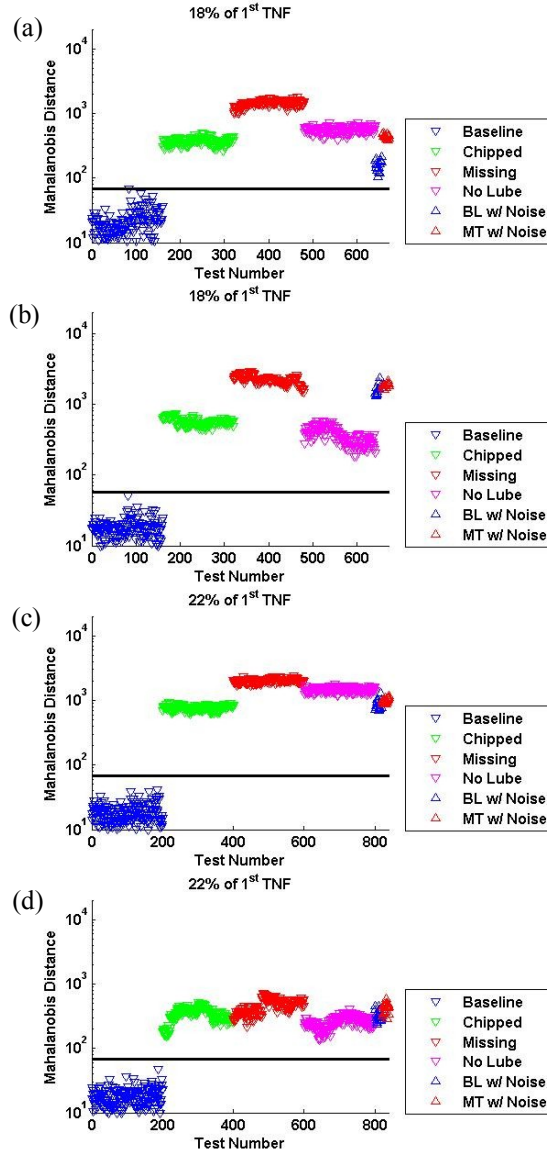 (a)
18% of 1st TNF
Mahalanobis Distance
10^4
10^3
10^2
10^1
0 200 300 400 500 600
Test Number
Baseline
Chipped
Missing
No Lube
BL w/ Noise
MT w/ Noise
(b)
18% of 1st TNF
Mahalanobis Distance
10^4
10^3
10^2
10^1
0 100 200 300 400 500 600
Test Number
Baseline
Chipped
Missing
No Lube
BL w/ Noise
MT w/ Noise
(c)
22% of 1st TNF
Mahalanobis Distance
10^4
10^3
10^2
10^1
0 200 400 600 800
Test Number
Baseline
Chipped
Missing
No Lube
BL w/ Noise
MT w/ Noise
(d)
22% of 1st TNF
Mahalanobis Distance
10^4
10^3
10^2
10^1
0 200 400 600 800
Test Number
Baseline
Chipped
Missing
No Lube
BL w/ Noise
MT w/ Noise